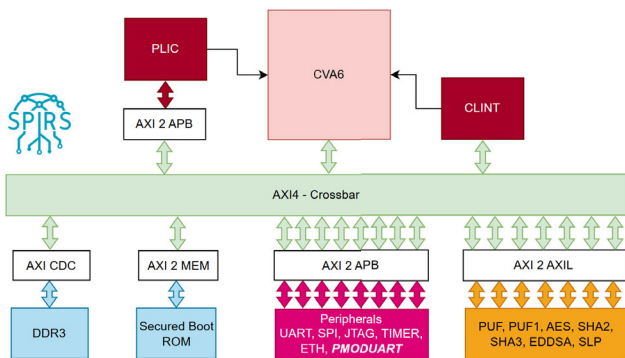 PLIC
CVA6
CLINT
SPIRS
AXI 2 APB
AXI4 - Crossbar
AXI CDC
AXI 2 MEM
AXI 2 APB
AXI 2 AXIL
DDR3
Secured Boot
ROM
Peripherals
UART, SPI, JTAG, TIMER,
ETH, PMODUART
PUF, PUF1, AES, SHA2,
SHA3, EDDSA, SLP